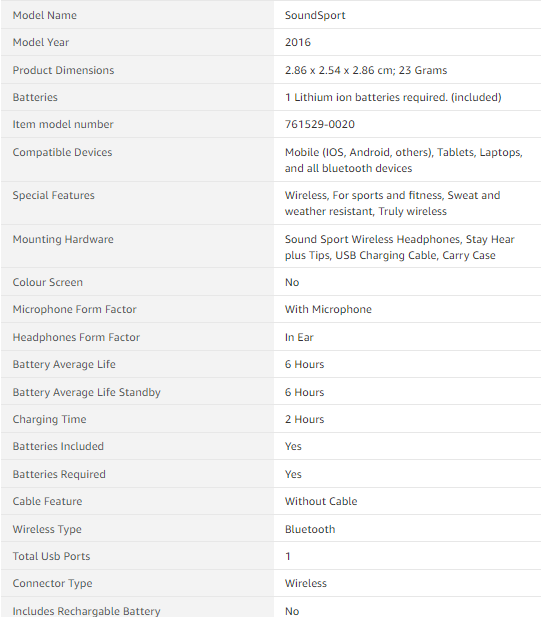 Model Name SoundSport
Model Year 2016
Product Dimensions 2.86 x 2.54 x 2.86 cm; 23 Grams
Batteries 1 Lithium ion batteries required. (included)
Item model number 761529-0020
Compatible Devices Mobile (IOS, Android, others), Tablets, Laptops,
and all bluetooth devices
Special Features Wireless, For sports and fitness, Sweat and
weather resistant, Truly wireless
Mounting Hardware Sound Sport Wireless Headphones, Stay Hear
plus Tips, USB Charging Cable, Carry Case
Colour Screen No
Microphone Form Factor With Microphone
Headphones Form Factor In Ear
Battery Average Life 6 Hours
Battery Average Life Standby 6 Hours
Charging Time 2 Hours
Batteries Included Yes
Batteries Required Yes
Cable Feature Without Cable
Wireless Type Bluetooth
Total Usb Ports 1
Connector Type Wireless
Includes Rechargable Battery No